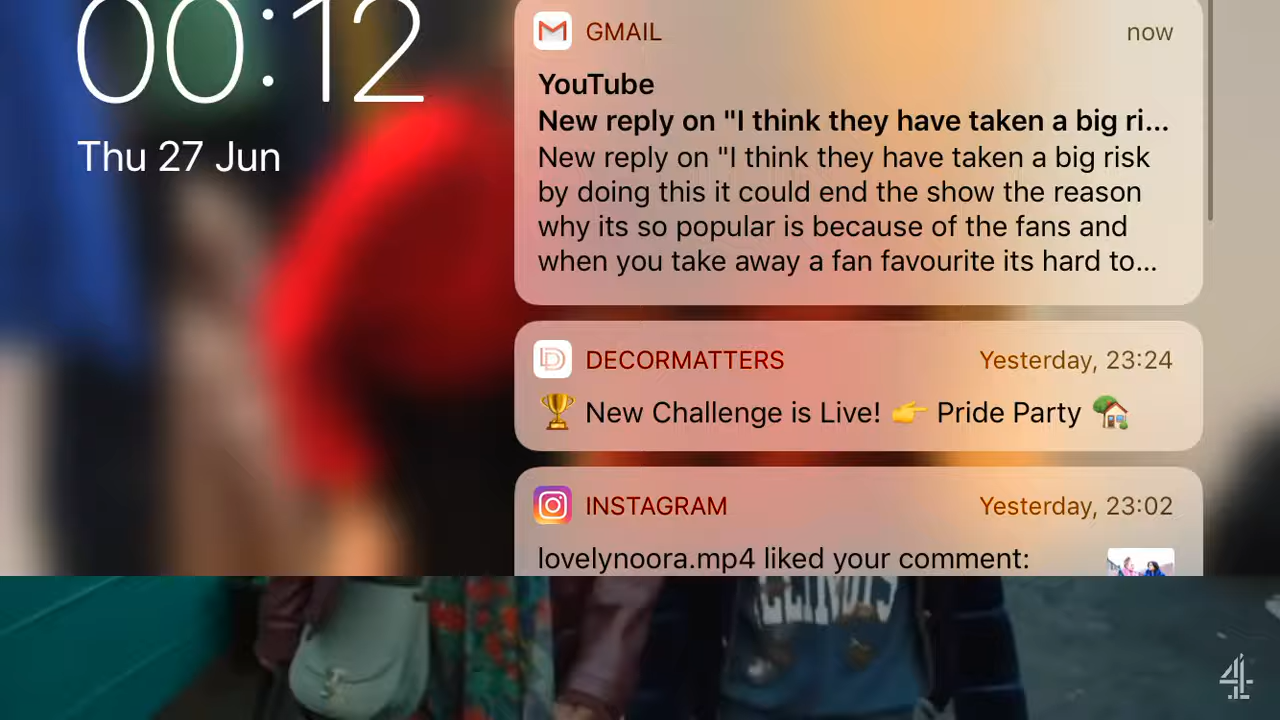 00:12
Thu 27 Jun
GMAIL
now
YouTube
New reply on "I think they have taken a big ri...
New reply on "I think they have taken a big risk
by doing this it could end the show the reason
why its so popular is because of the fans and
when you take away a fan favourite its hard to...
DECORMATTERS
Yesterday, 23:24
🏆 New Challenge is Live! 👉 Pride Party 🏡
INSTAGRAM
Yesterday, 23:02
lovelynoora.mp4 liked your comment:
ILLINOIS
4